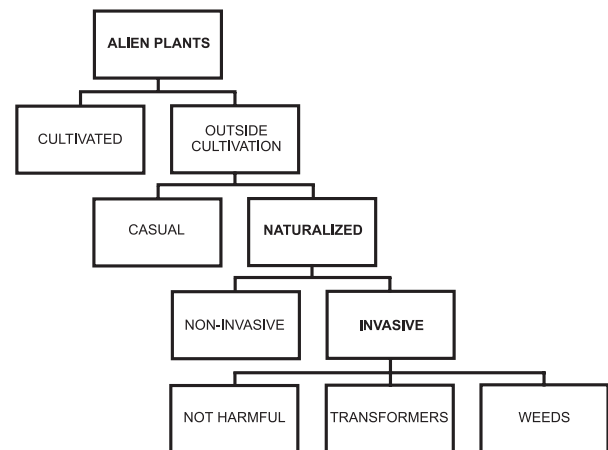 ALIEN PLANTS
CULTIVATED
OUTSIDE
CULTIVATION
CASUAL
NATURALIZED
NON-INVASIVE
INVASIVE
NOT HARMFUL
TRANSFORMERS
WEEDS